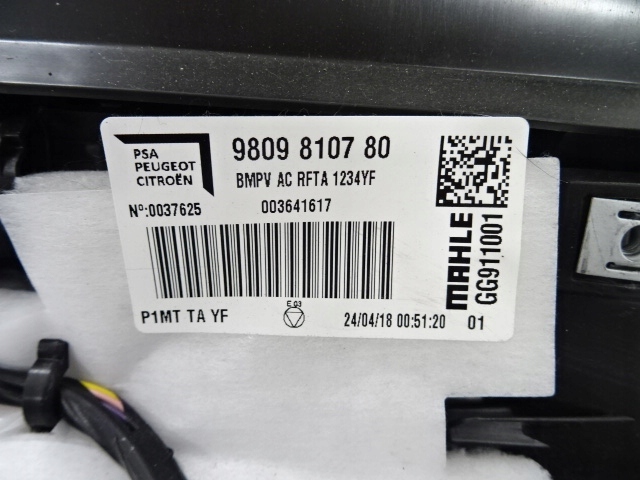 PSA
PEUGEOT
CITROËN
9809 8107 80
BMPV AC RFTA 1234YF
Nº:0037625 003641617
P1MT TA YF
E 03
24/04/18 00:51:20 01
MAHLE
GG911001